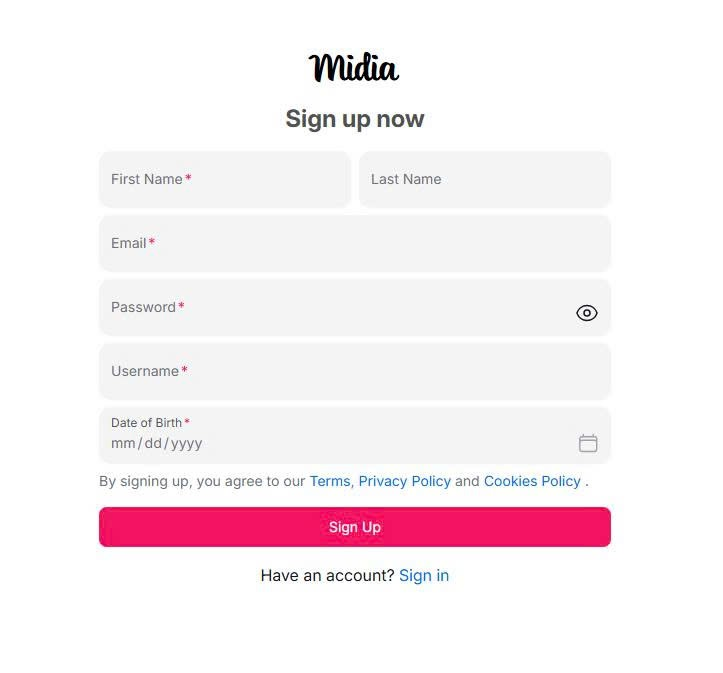 Midia
Sign up now
First Name*
Last Name
Email*
Password*
Username*
Date of Birth*
mm/dd/yyyy
By signing up, you agree to our Terms, Privacy Policy and Cookies Policy .
Sign Up
Have an account? Sign in